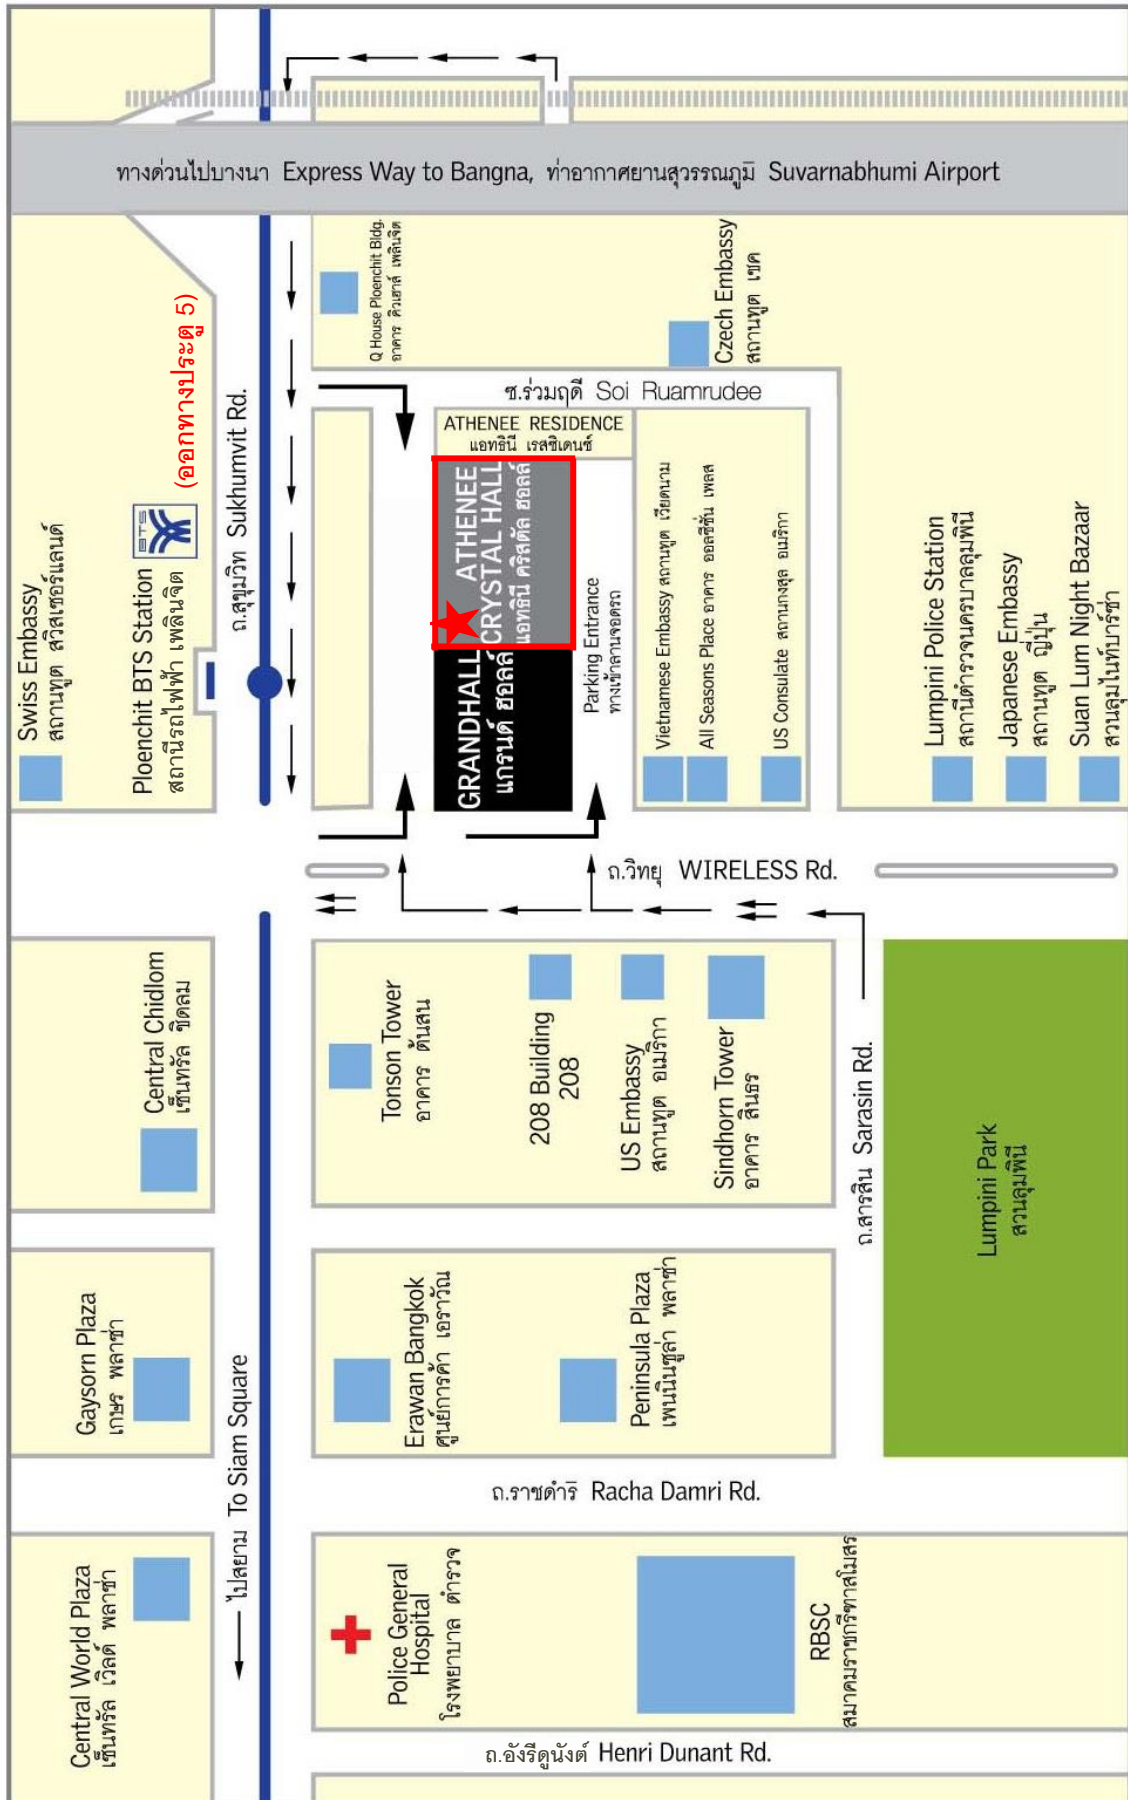 ทางด่วนไปบางนา Express Way to Bangna, ท่าอากาศยานสุวรรณภูมิ Suvarnabhumi Airport
Q House Ploenchit Bldg.
อาคาร คิวเฮาส์ เพลินจิต
Czech Embassy
สถานทูต เชค
ซ.ร่วมฤดี Soi Ruamrudee
ATHENEE RESIDENCE
แอทธินี เรสซิเดนซ์
ATHENEE
CRYSTAL HALL
แอทธินี คริสตัล ฮอลล์
GRANDHALL
แกรนด์ ฮอลล์
Parking Entrance
ทางเข้าลานจอดรถ
Swiss Embassy
สถานทูต สวิสเซอร์แลนด์
Ploenchit BTS Station
สถานีรถไฟฟ้า เพลินจิต
BTS
(ออกทางประตู 5)
ถ.สุขุมวิท Sukhumvit Rd.
Vietnamese Embassy สถานทูต เวียดนาม
All Seasons Place อาคาร ออลซีซั่น เพลส
US Consulate สถานกงสุล อเมริกา
Lumpini Police Station
สถานีตำรวจนครบาลลุมพินี
Japanese Embassy
สถานทูต ญี่ปุ่น
Suan Lum Night Bazaar
สวนลุมไนท์บาร์ซ่า
ถ.วิทยุ WIRELESS Rd.
Central Chidlom
เซ็นทรัล ชิดลม
Tonson Tower
อาคาร ต้นสน
208 Building
208
US Embassy
สถานทูต อเมริกา
Sindhorn Tower
อาคาร สินธร
ถ.สารสิน Sarasin Rd.
Lumpini Park
สวนลุมพินี
Gaysorn Plaza
เกษร พลาซ่า
Erawan Bangkok
ศูนย์การค้า เอราวัณ
Peninsula Plaza
เพนนินซูล่า พลาซ่า
ไปสยาม To Siam Square
ถ.ราชดำริ Racha Damri Rd.
Central World Plaza
เซ็นทรัล เวิลด์ พลาซ่า
Police General
Hospital
โรงพยาบาล ตำรวจ
RBSC
สมาคมราชกรีฑาสโมสร
ถ.อังรีดูนังต์ Henri Dunant Rd.